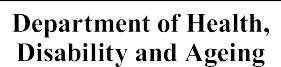 Department of Health,
Disability and Ageing